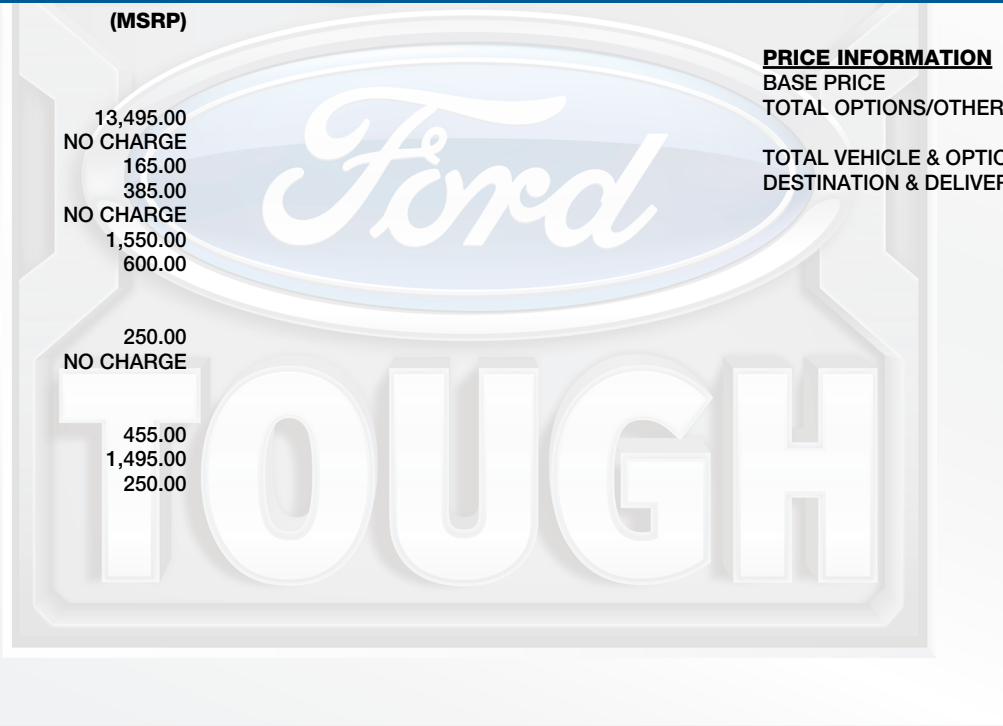 (MSRP)
13,495.00
NO CHARGE
165.00
385.00
NO CHARGE
1,550.00
600.00
250.00
NO CHARGE
455.00
1,495.00
250.00
PRICE INFORMATION
BASE PRICE
TOTAL OPTIONS/OTHER
TOTAL VEHICLE & OPTIO
DESTINATION & DELIVER
Ford
TOUGH